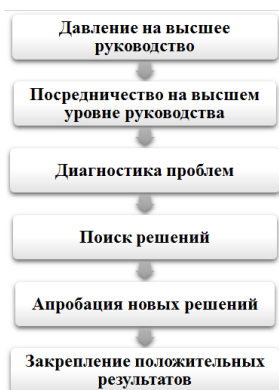 Давление на высшее
руководство
Посредничество на высшем
уровне руководства
Диагностика проблем
Поиск решений
Апробация новых решений
Закрепление положительных
результатов